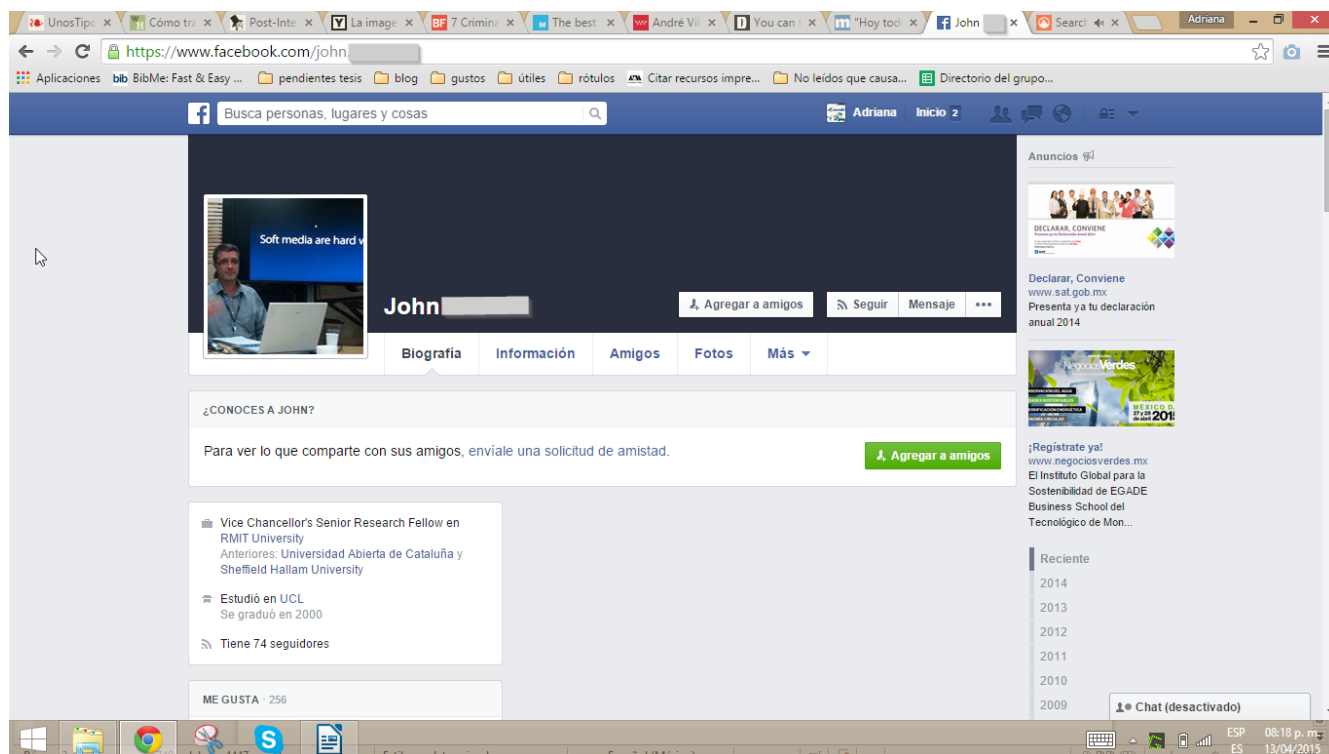 UnosTipo
Cómo tra
Post-Inte
La image
7 Crimina
The best
André Vil
You can
"Hoy tod
John
Search
Adriana
https://www.facebook.com/john.
Aplicaciones
bib BibMe: Fast & Easy ...
pendientes tesis
blog
gustos
útiles
rótulos
Citar recursos impre...
No leídos que causa...
Directorio del grupo...
Busca personas, lugares y cosas
Adriana
Inicio 2
Soft media are hard w
John
Agregar a amigos
Seguir
Mensaje
Biografía
Información
Amigos
Fotos
Más
¿CONOCES A JOHN?
Para ver lo que comparte con sus amigos, envíale una solicitud de amistad.
Agregar a amigos
Vice Chancellor's Senior Research Fellow en
RMIT University
Anteriores: Universidad Abierta de Cataluña y
Sheffield Hallam University
Estudió en UCL
Se graduó en 2000
Tiene 74 seguidores
ME GUSTA · 256
Anuncios
DECLARAR, CONVIENE
Declarar, Conviene
www.sat.gob.mx
Presenta ya tu declaración
anual 2014
NegociosVerdes
MÉXICO D.
27 y 28
de abril 2015
¡Regístrate ya!
www.negociosverdes.mx
El Instituto Global para la
Sostenibilidad de EGADE
Business School del
Tecnológico de Mon...
Reciente
2014
2013
2012
2011
2010
2009
Chat (desactivado)
ESP
ES
08:18 p. m.
13/04/2015